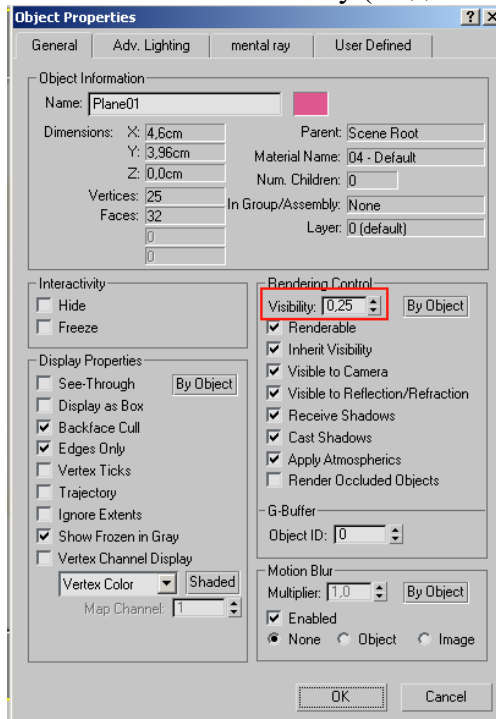 Object Properties
General Adv. Lighting mental ray User Defined
Object Information
Name: Plane01
Dimensions: X: 4,6cm Parent: Scene Root
Y: 3,96cm Material Name: 04 - Default
Z: 0,0cm Num. Children: 0
Vertices: 25 In Group/Assembly: None
Faces: 32 Layer: 0 (default)
0
0
Interactivity
Hide
Freeze
Display Properties
See-Through By Object
Display as Box
Backface Cull
Edges Only
Vertex Ticks
Trajectory
Ignore Extents
Show Frozen in Gray
Vertex Channel Display
Vertex Color Shaded
Map Channel: 1
Rendering Control
Visibility: 0,25 By Object
Renderable
Inherit Visibility
Visible to Camera
Visible to Reflection/Refraction
Receive Shadows
Cast Shadows
Apply Atmospherics
Render Occluded Objects
G-Buffer
Object ID: 0
Motion Blur
Multiplier: 1,0 By Object
Enabled
None Object Image
OK Cancel